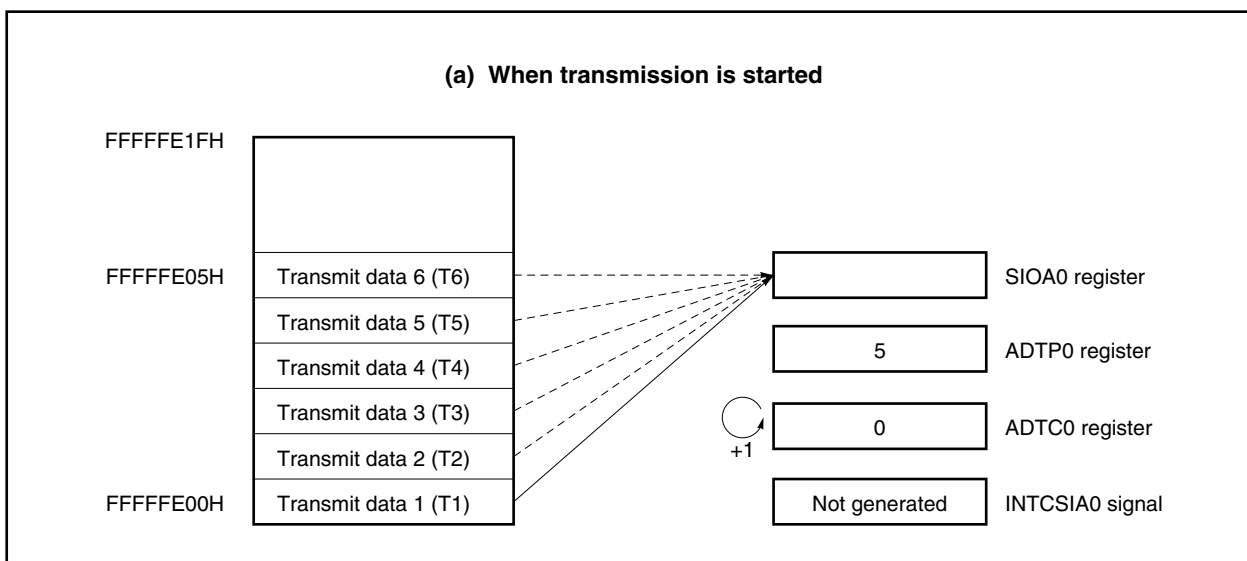 (a) When transmission is started
FFFFFE1FH
FFFFFE05H
Transmit data 6 (T6)
SIOA0 register
Transmit data 5 (T5)
5
ADTP0 register
Transmit data 4 (T4)
Transmit data 3 (T3)
0
ADTC0 register
+1
Transmit data 2 (T2)
FFFFFE00H
Transmit data 1 (T1)
Not generated
INTCSIA0 signal